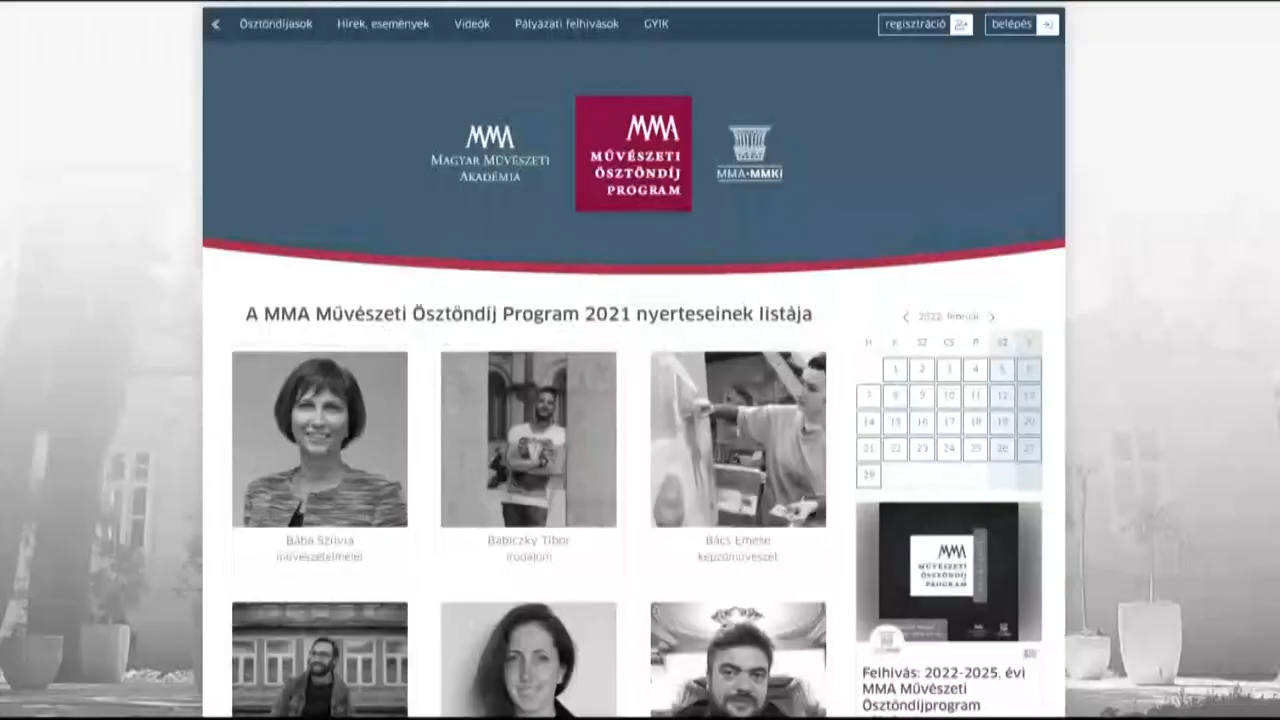 Ösztöndíjasok
Hírek, események
Videók
Pályázati felhívások
GYIK
regisztráció
belépés
MMA
MAGYAR MŰVÉSZETI
AKADÉMIA
MMA
MŰVÉSZETI
ÖSZTÖNDÍJ
PROGRAM
MMA•MMKI
A MMA Művészeti Ösztöndíj Program 2021 nyerteseinek listája
2022. február
H K SZ CS P SZ V
1 2 3 4 5 6
7 8 9 10 11 12 13
14 15 16 17 18 19 20
21 22 23 24 25 26 27
28
Bába Szilvia
művészetelmélet
Babiczky Tibor
irodalom
Bács Emese
képzőművészet
MMA
MŰVÉSZETI
ÖSZTÖNDÍJ
PROGRAM
Felhívás: 2022-2025. évi
MMA Művészeti
Ösztöndíjprogram